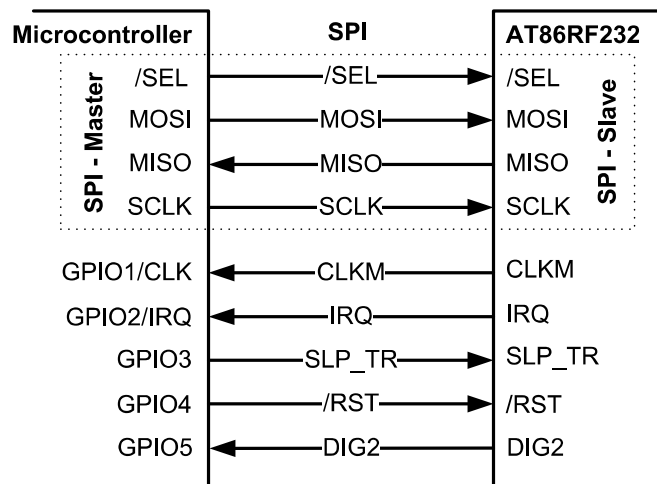 Microcontroller SPI AT86RF232
/SEL /SEL /SEL
MOSI MOSI MOSI
MISO MISO MISO
SCLK SCLK SCLK
SPI - Master
SPI - Slave
GPIO1/CLK CLKM CLKM
GPIO2/IRQ IRQ IRQ
GPIO3 SLP_TR SLP_TR
GPIO4 /RST /RST
GPIO5 DIG2 DIG2